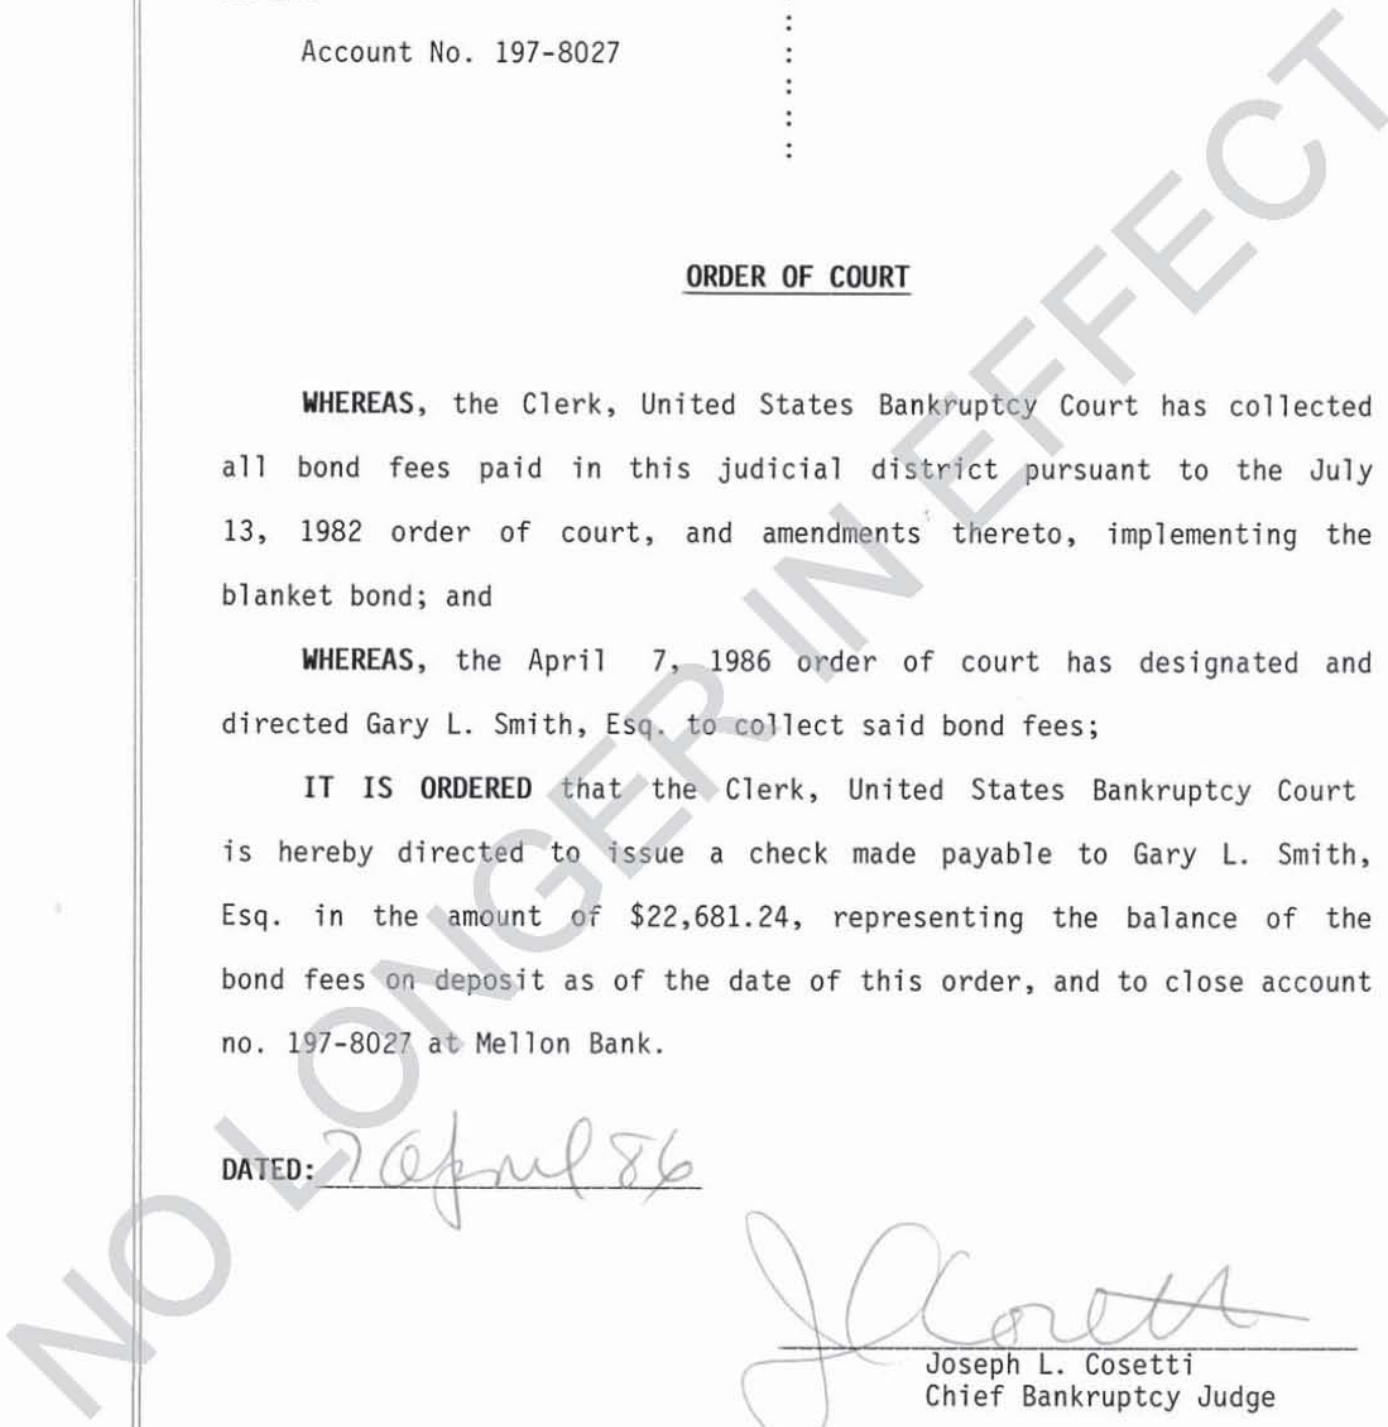 Account No. 197-8027
ORDER OF COURT
WHEREAS, the Clerk, United States Bankruptcy Court has collected
all bond fees paid in this judicial district pursuant to the July
13, 1982 order of court, and amendments thereto, implementing the
blanket bond; and
WHEREAS, the April 7, 1986 order of court has designated and
directed Gary L. Smith, Esq. to collect said bond fees;
IT IS ORDERED that the Clerk, United States Bankruptcy Court
is hereby directed to issue a check made payable to Gary L. Smith,
Esq. in the amount of $22,681.24, representing the balance of the
bond fees on deposit as of the date of this order, and to close account
no. 197-8027 at Mellon Bank.
DATED: 7 April 86
Joseph L. Cosetti
Chief Bankruptcy Judge
NO LONGER IN EFFECT